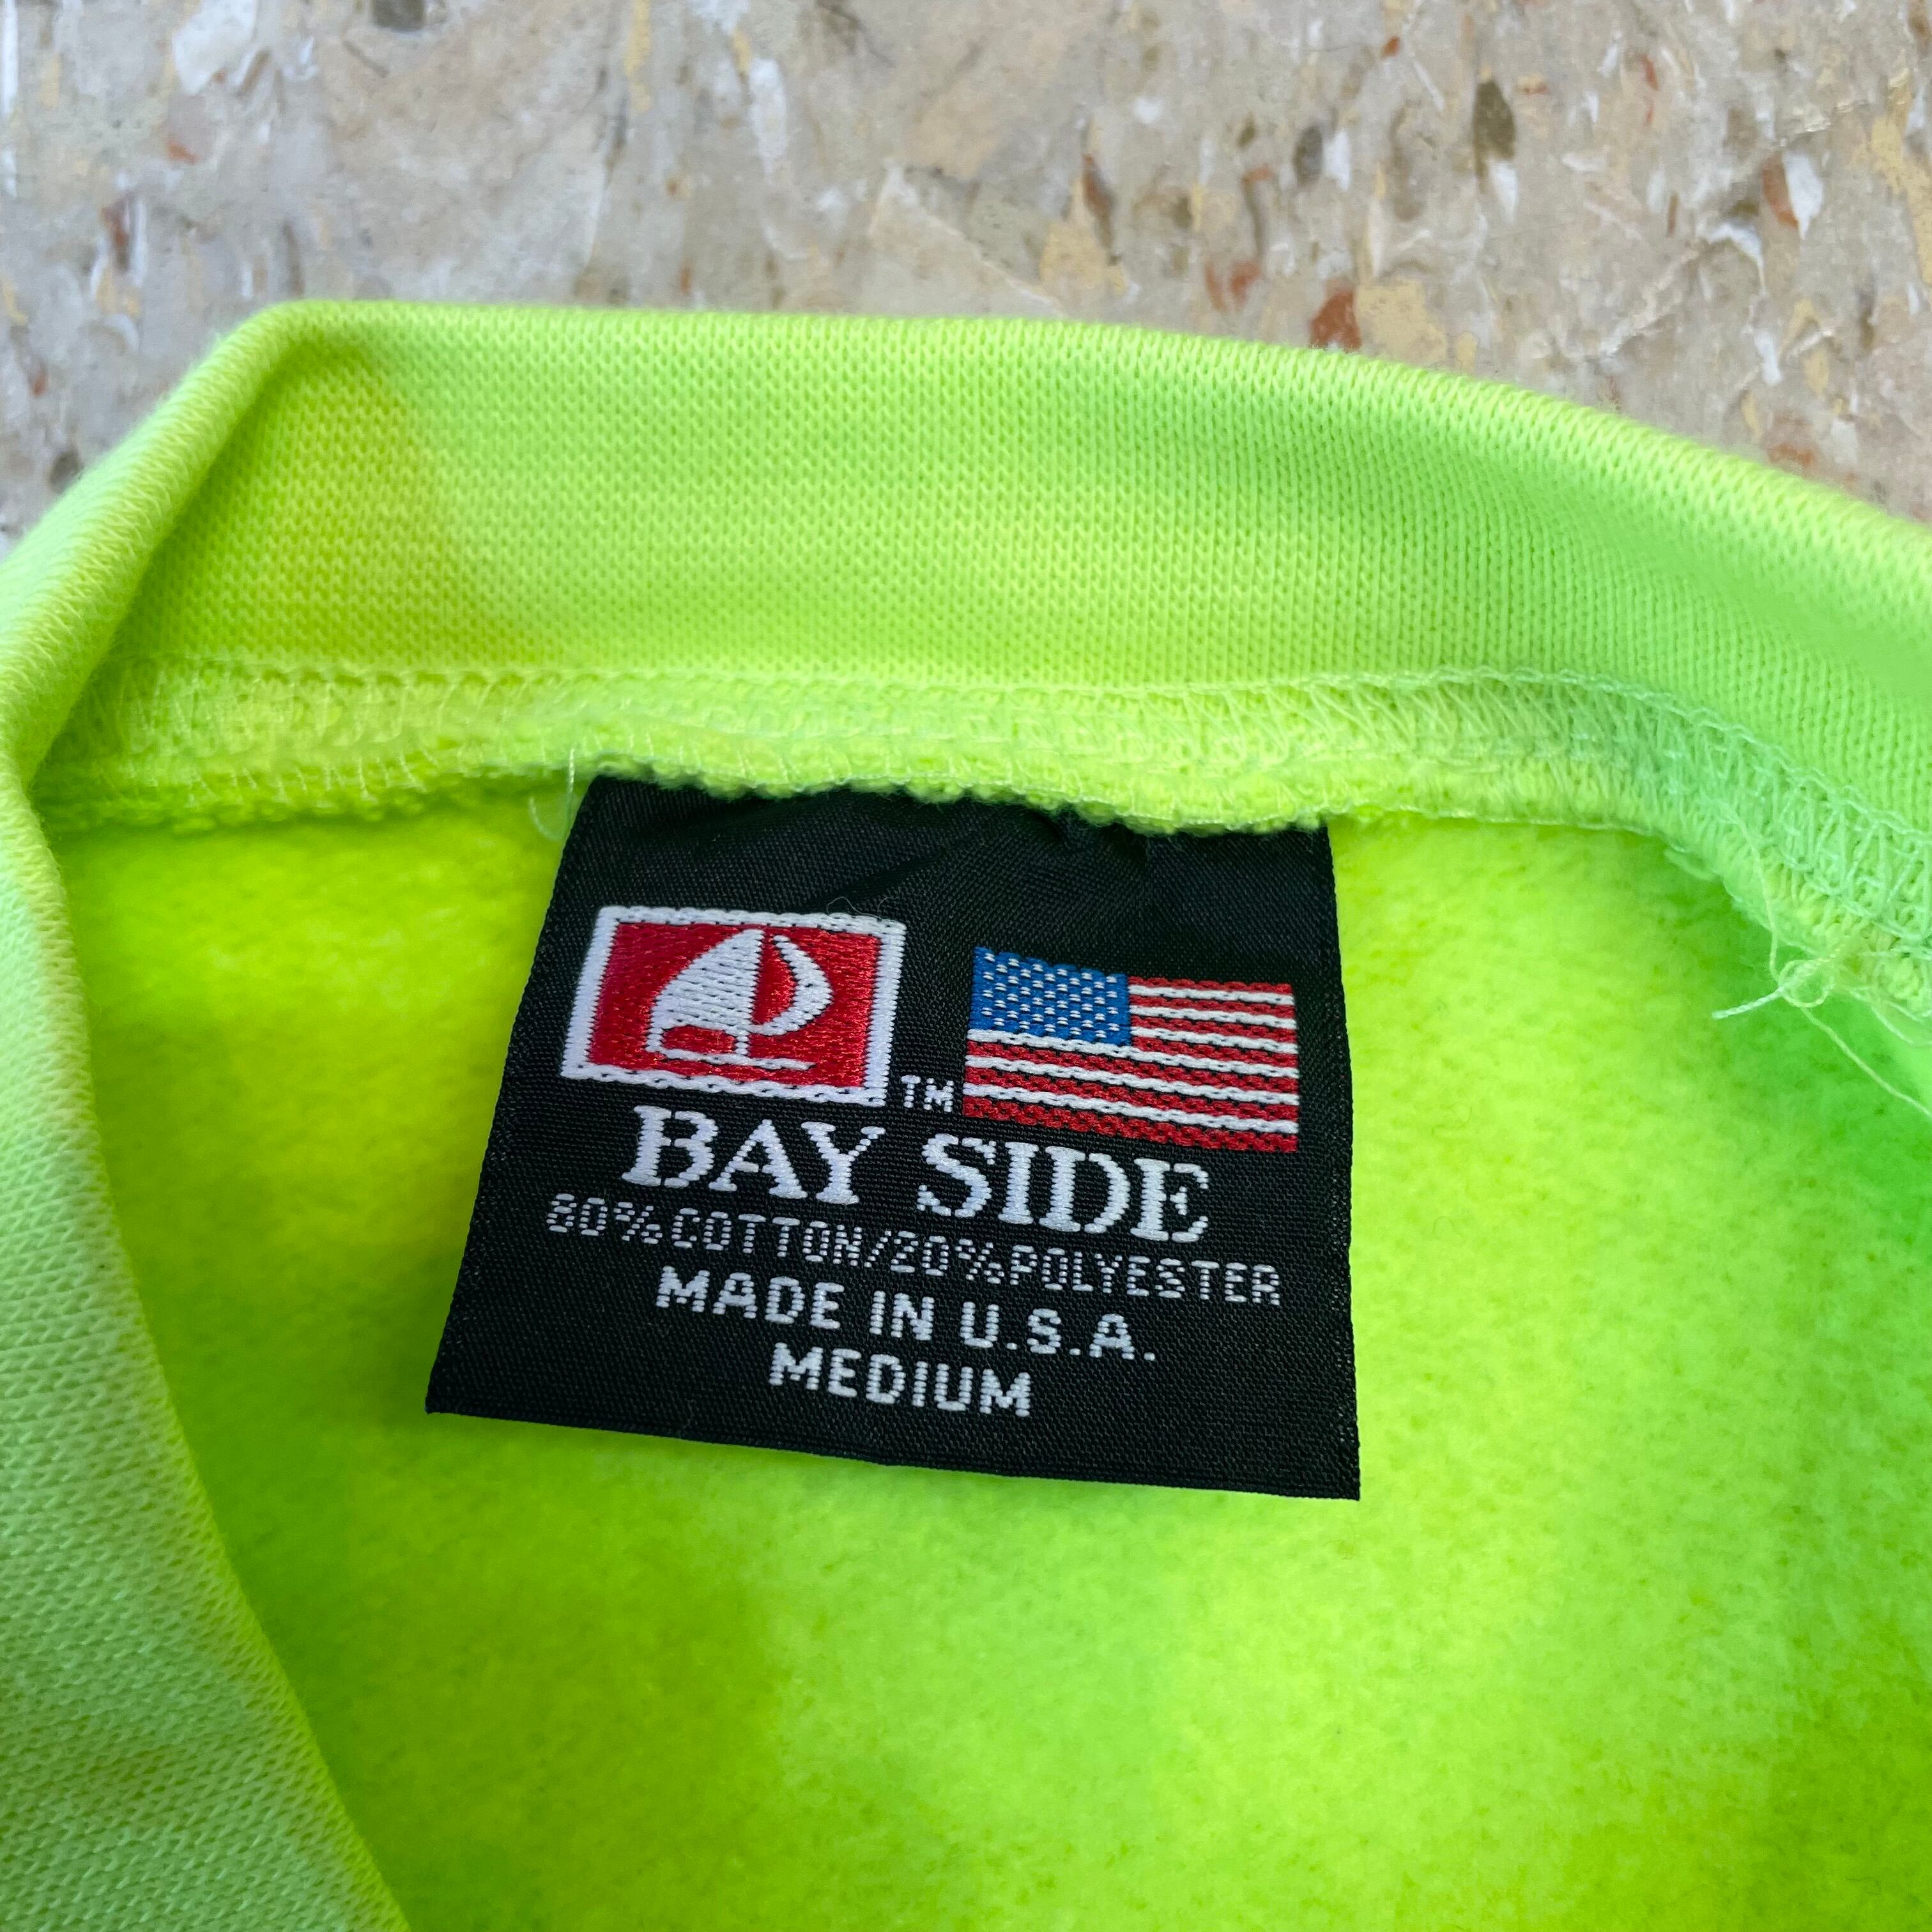 TM
BAY SIDE
80%COTTON/20%POLYESTER
MADE IN U.S.A.
MEDIUM